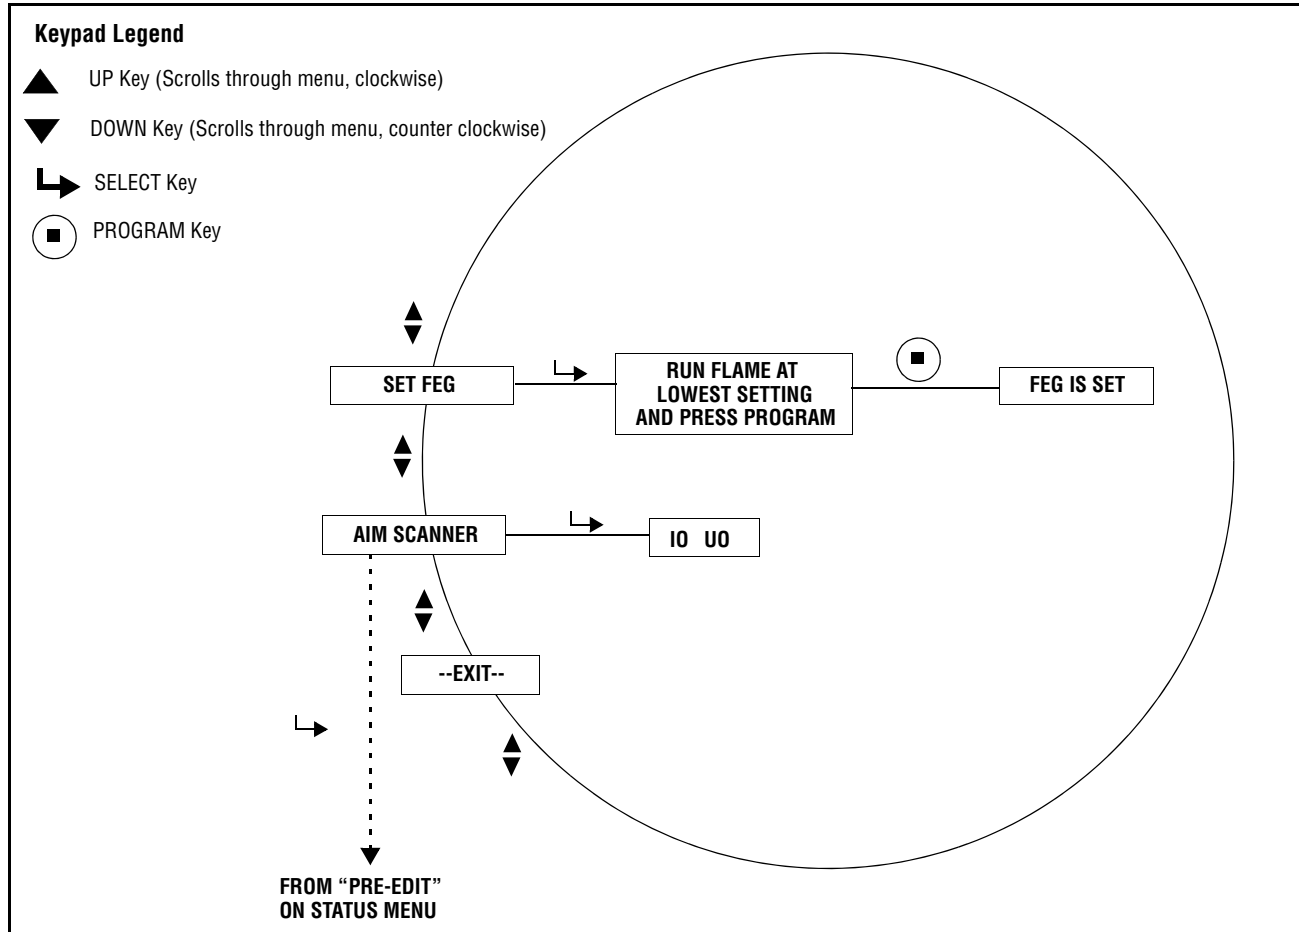 Keypad Legend
UP Key (Scrolls through menu, clockwise)
DOWN Key (Scrolls through menu, counter clockwise)
SELECT Key
PROGRAM Key
SET FEG
RUN FLAME AT
LOWEST SETTING
AND PRESS PROGRAM
FEG IS SET
AIM SCANNER
IO UO
--EXIT--
FROM “PRE-EDIT”
ON STATUS MENU